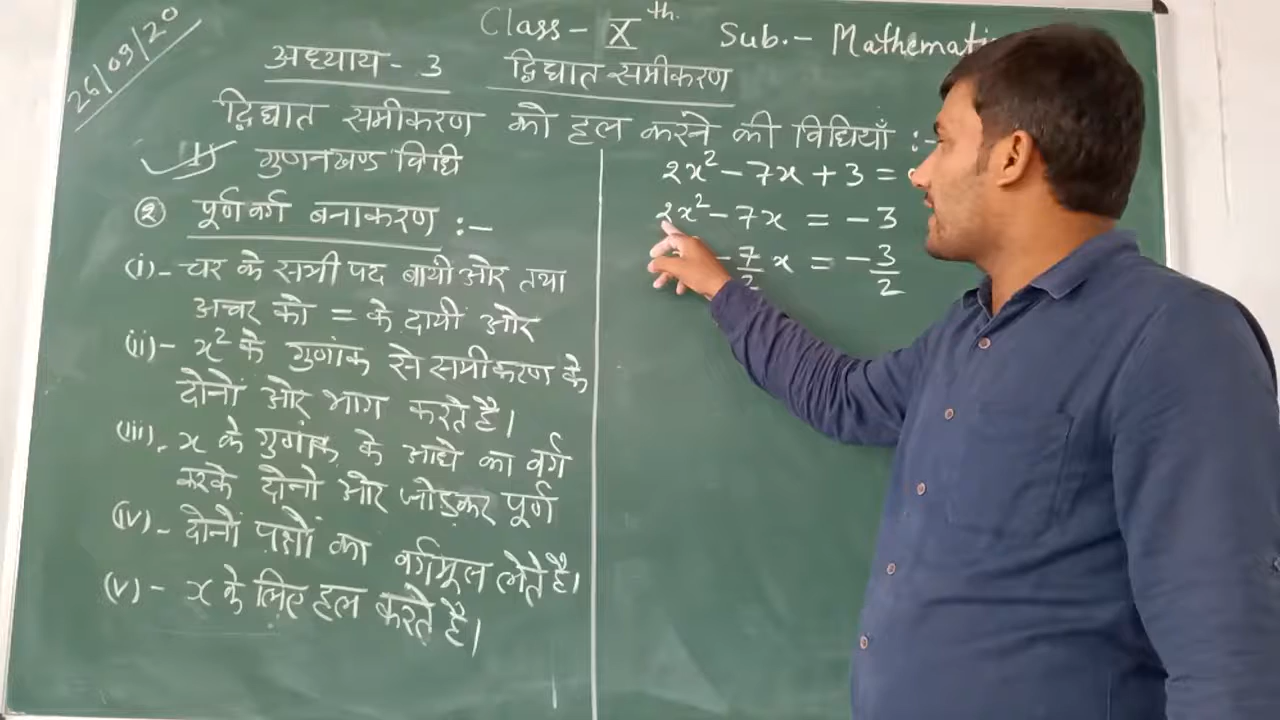 26/09/20
Class - Xth. Sub. - Mathemati
अध्याय - 3 द्विघात समीकरण
द्विघात समीकरण को हल करने की विधियाँ :-
1) गुणनखण्ड विधि
② पूर्णवर्ग बनाकरण :-
(i) - चर के सभी पद बायी ओर तथा
अचर को = के दायी ओर
(ii) - x² के गुणांक से समीकरण के
दोनों ओर भाग करते है।
(iii). x के गुणांक के आधे का वर्ग
करके दोनो ओर जोड़कर पूर्ण
(iv) - दोनों पक्षों का वर्गमूल लेते है।
(v) - x के लिए हल करते है।
2x² - 7x + 3 =
2x² - 7x = - 3
- 7/2 x = - 3/2